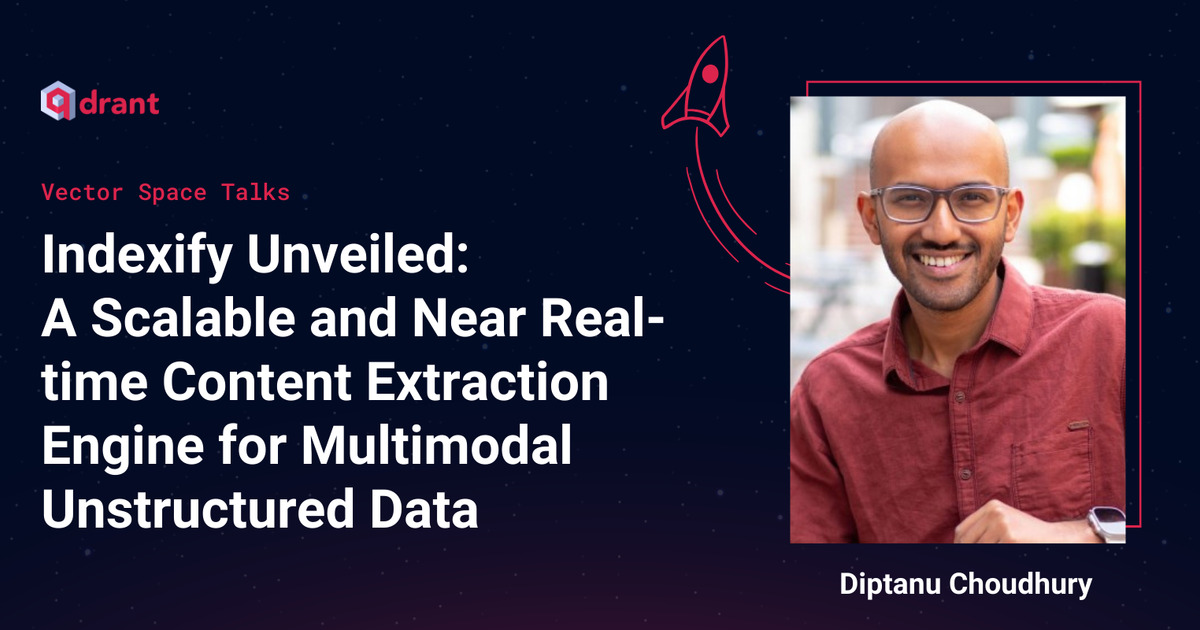 qdrant
Vector Space Talks
Indexify Unveiled:
A Scalable and Near Real-
time Content Extraction
Engine for Multimodal
Unstructured Data
Diptanu Choudhury